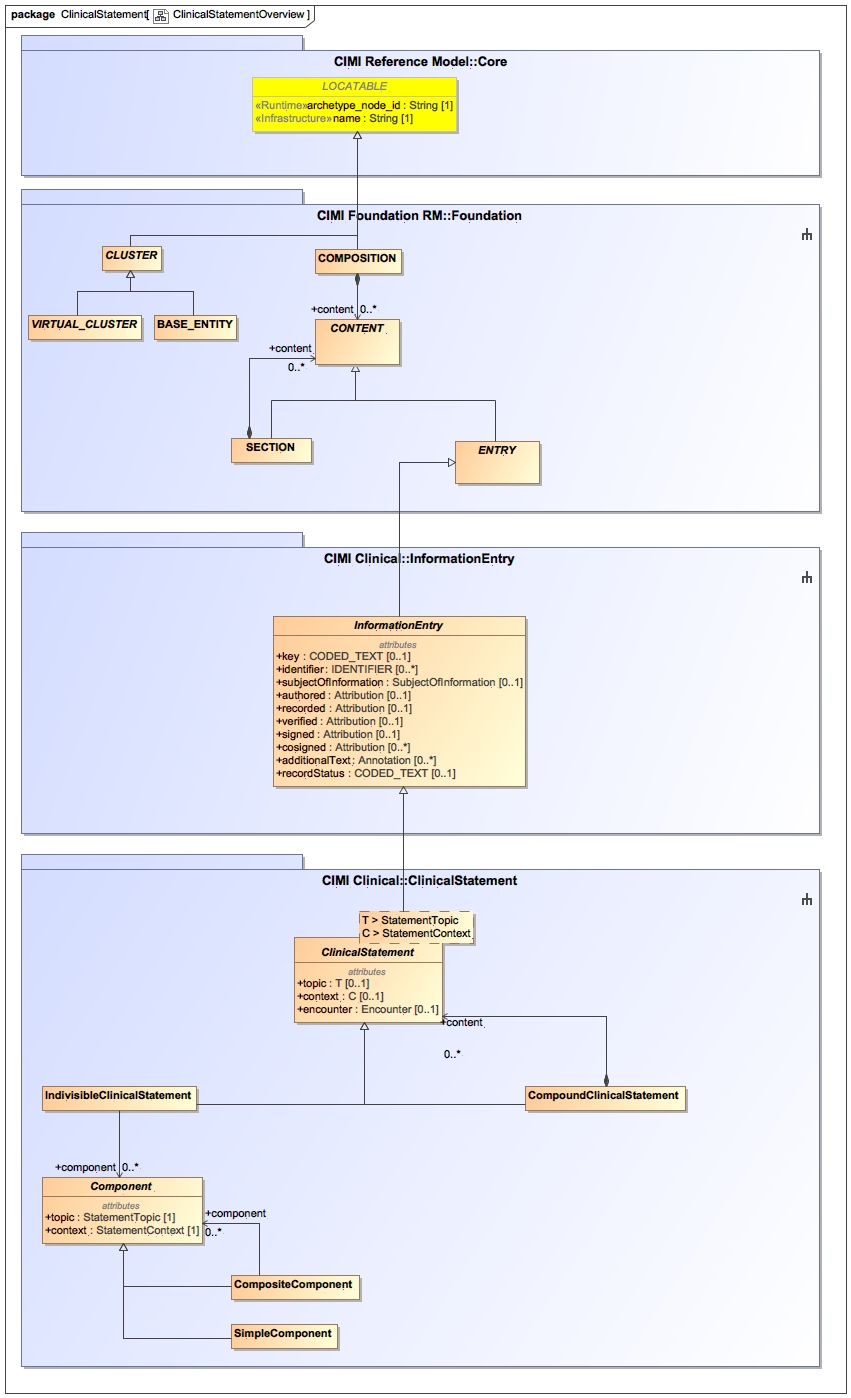 package ClinicalStatement[ ClinicalStatementOverview ]
CIMI Reference Model::Core
LOCATABLE
«Runtime»archetype_node_id : String [1]
«Infrastructure»name : String [1]
CIMI Foundation RM::Foundation
CLUSTER
COMPOSITION
+content 0..*
VIRTUAL_CLUSTER
BASE_ENTITY
CONTENT
+content
0..*
SECTION
ENTRY
CIMI Clinical::InformationEntry
InformationEntry
attributes
+key : CODED_TEXT [0..1]
+identifier : IDENTIFIER [0..*]
+subjectOfInformation : SubjectOfInformation [0..1]
+authored : Attribution [0..1]
+recorded : Attribution [0..1]
+verified : Attribution [0..1]
+signed : Attribution [0..1]
+cosigned : Attribution [0..*]
+additionalText : Annotation [0..*]
+recordStatus : CODED_TEXT [0..1]
CIMI Clinical::ClinicalStatement
T > StatementTopic
C > StatementContext
ClinicalStatement
attributes
+topic : T [0..1]
+context : C [0..1]
+encounter : Encounter [0..1]
+content
0..*
IndivisibleClinicalStatement
CompoundClinicalStatement
+component 0..*
Component
attributes
+topic : StatementTopic [1]
+context : StatementContext [1]
+component
0..*
CompositeComponent
SimpleComponent